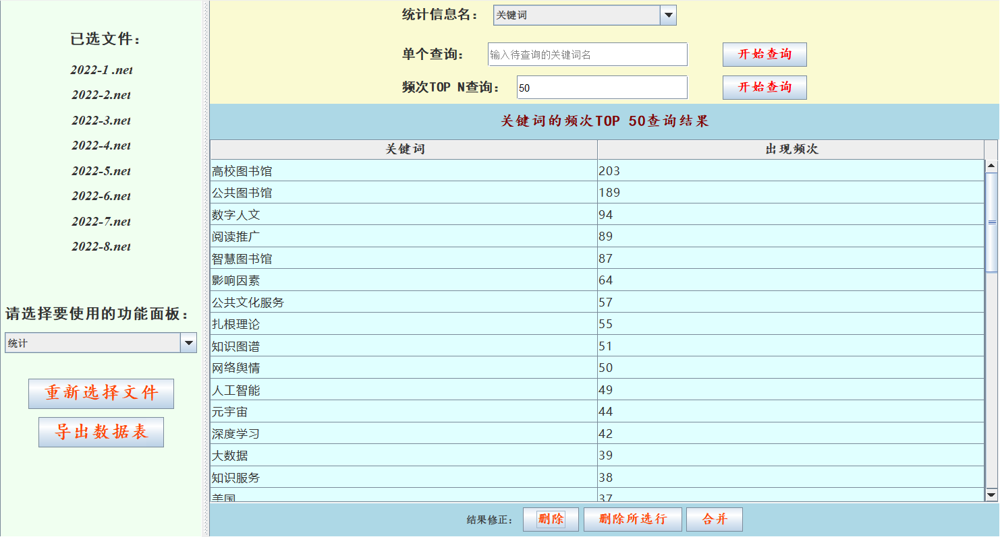 已选文件：
2022-1 .net
2022-2.net
2022-3.net
2022-4.net
2022-5.net
2022-6.net
2022-7.net
2022-8.net
请选择要使用的功能面板：
统计
重新选择文件
导出数据表
统计信息名： 关键词
单个查询： 输入待查询的关键词名 开始查询
频次TOP N查询： 50 开始查询
关键词的频次TOP 50查询结果
关键词 出现频次
高校图书馆 203
公共图书馆 189
数字人文 94
阅读推广 89
智慧图书馆 87
影响因素 64
公共文化服务 57
扎根理论 55
知识图谱 51
网络舆情 50
人工智能 49
元宇宙 44
深度学习 42
大数据 39
知识服务 38
美国 37
结果修正： 删除 删除所选行 合并